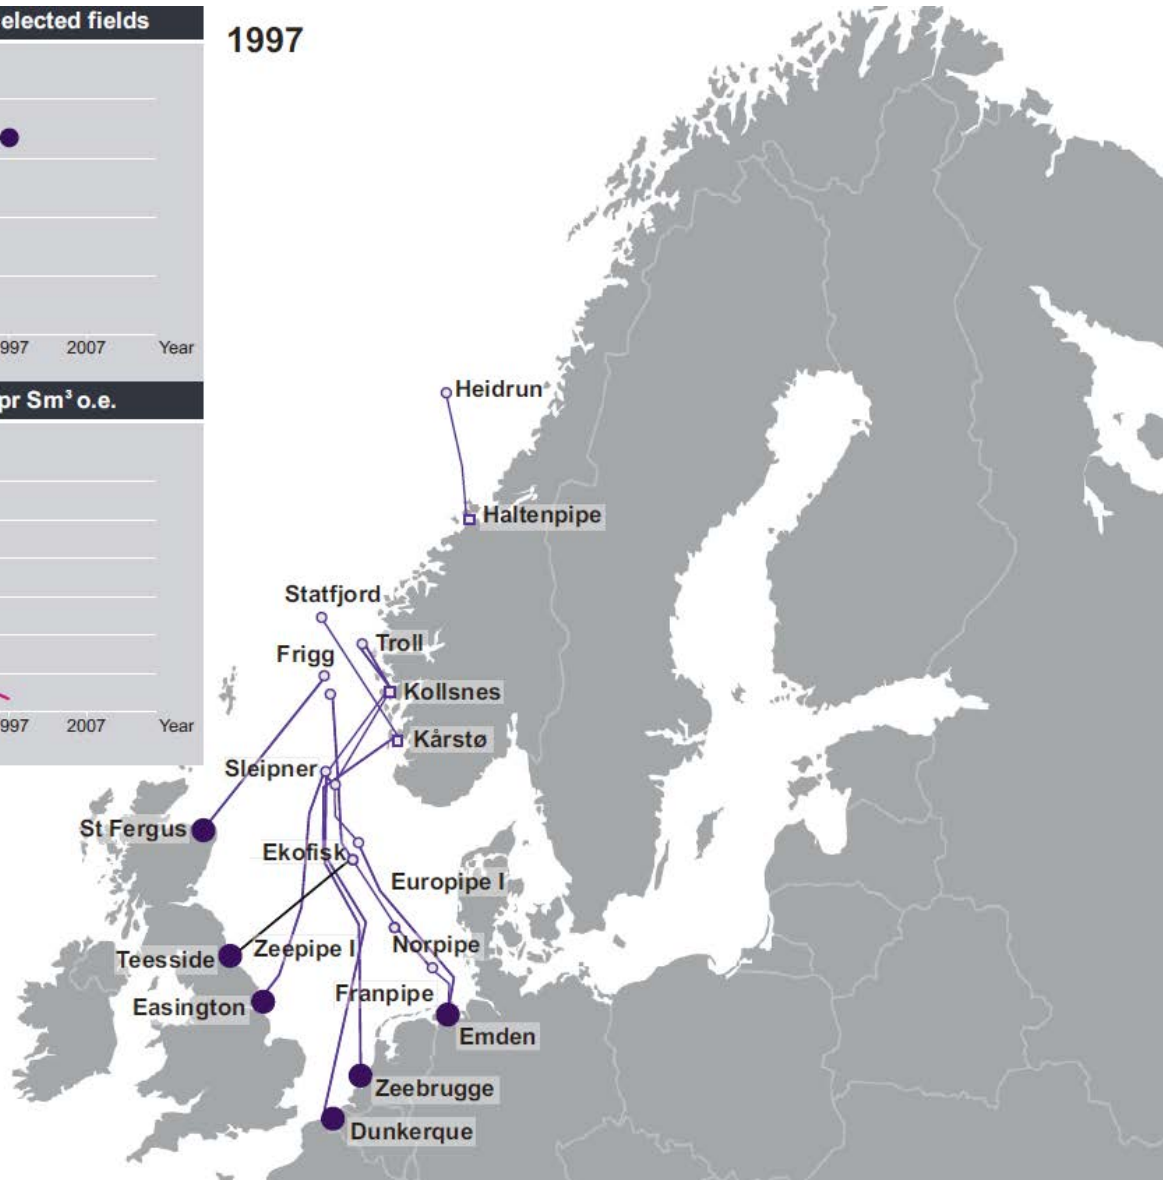 elected fields
1997
997 2007 Year
pr Sm³ o.e.
997 2007 Year
Heidrun
Haltenpipe
Statfjord
Troll
Frigg
Kollsnes
Kårstø
Sleipner
St Fergus
Ekofisk
Europipe I
Norpipe
Zeepipe I
Teesside
Franpipe
Easington
Emden
Zeebrugge
Dunkerque